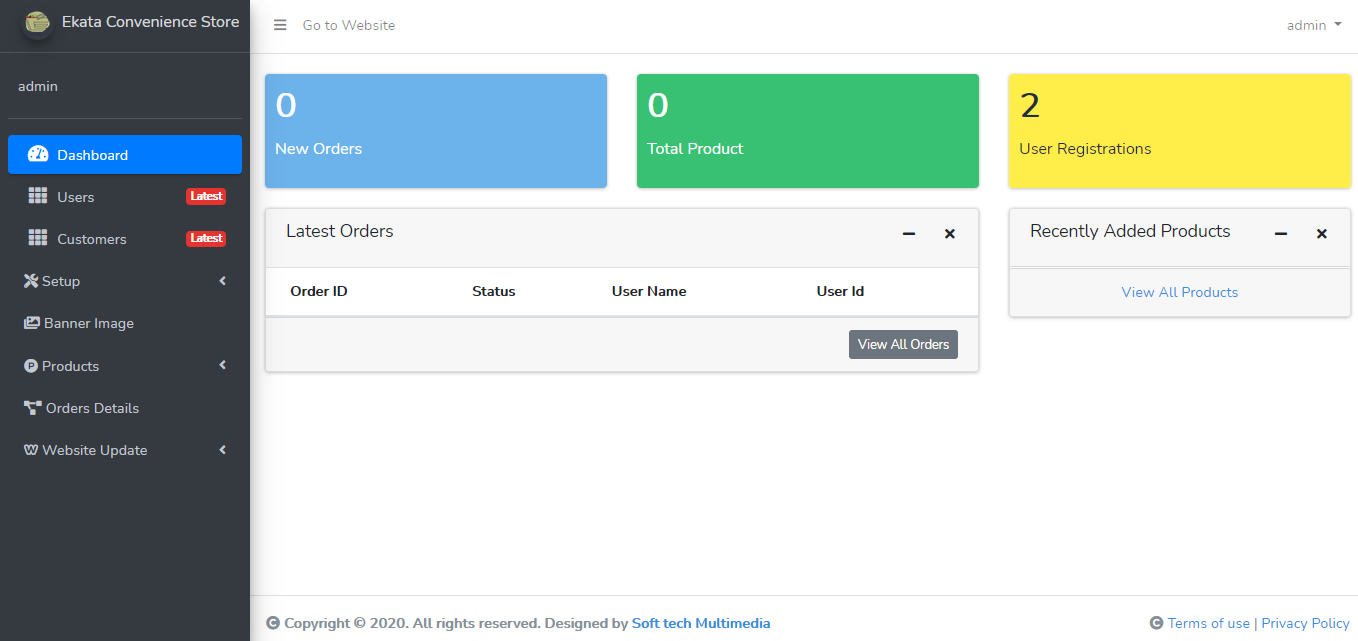 Ekata Convenience Store
Go to Website
admin
admin
Dashboard
Users Latest
Customers Latest
Setup
Banner Image
Products
Orders Details
Website Update
0
New Orders
0
Total Product
2
User Registrations
Latest Orders
Order ID Status User Name User Id
View All Orders
Recently Added Products
View All Products
Copyright © 2020. All rights reserved. Designed by Soft tech Multimedia
Terms of use | Privacy Policy